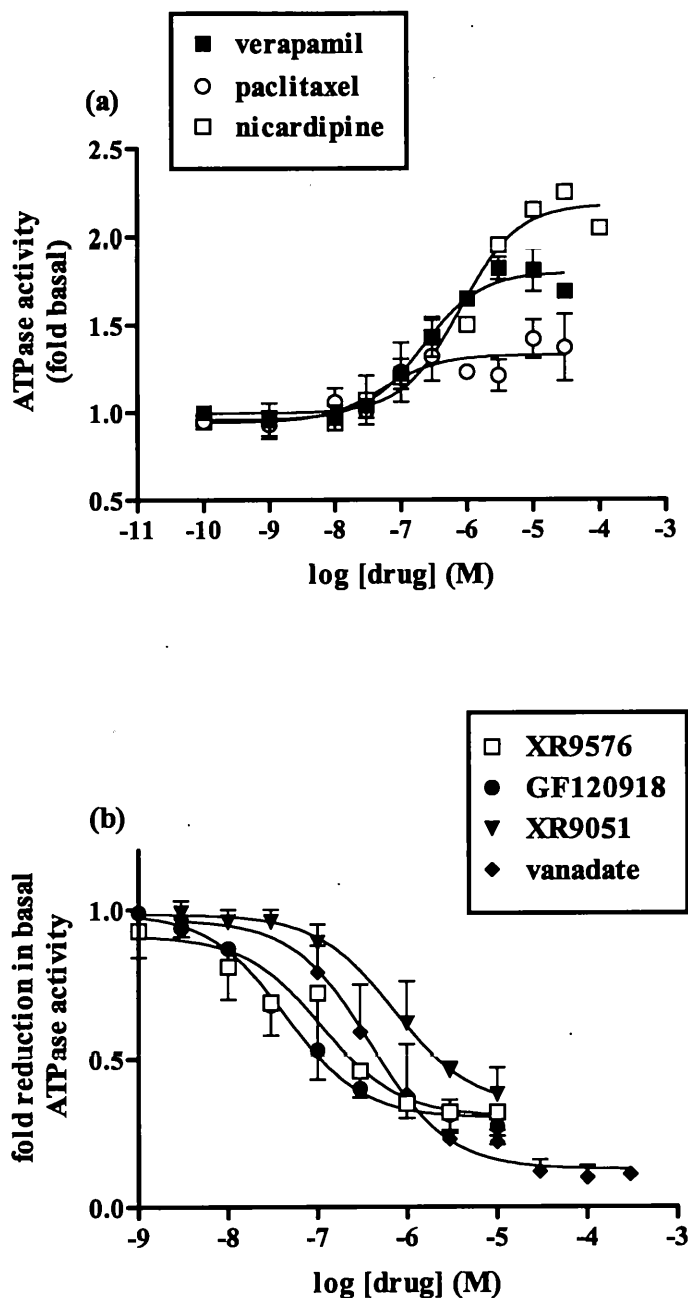 verapamil
paclitaxel
nicardipine
(a)
2.5
2.0
1.5
1.0
0.5
ATPase activity
(fold basal)
-11 -10 -9 -8 -7 -6 -5 -4 -3
log [drug] (M)
XR9576
GF120918
XR9051
vanadate
(b)
1.0
0.5
0.0
fold reduction in basal
ATPase activity
-9 -8 -7 -6 -5 -4 -3
log [drug] (M)